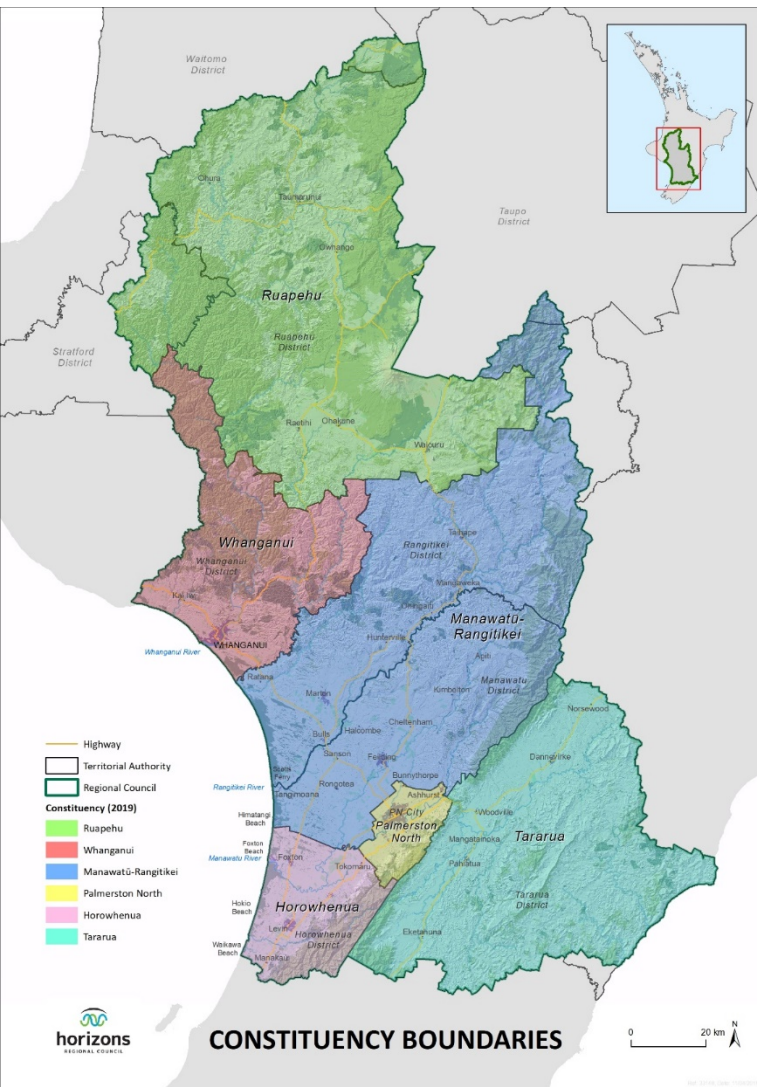 Waitomo
District
Ohura
Taumarunui
Taupo
District
Owhango
Ruapehu
Ruapehu
District
Stratford
District
Raetihi
Ohakune
Waiouru
Whanganui
Whanganui
District
Taihape
Rangitikei
District
Kai Iwi
Mangaweka
Ohingaiti
Manawatū-
Rangitikei
WHANGANUI
Hunterville
Whanganui River
Apiti
Ratana
Kimbolton
Manawatu
District
Marton
Norsewood
Cheltenham
Bulls
Halcombe
Sanson
Dannevirke
Feilding
Highway
Territorial Authority
Regional Council
Bunnythorpe
Rangitikei River
Tangimoana
Rongotea
Ashhurst
Woodville
Constituency (2019)
Himatangi
Beach
PN City
Palmerston
North
Ruapehu
Whanganui
Manawatū-Rangitikei
Palmerston North
Horowhenua
Tararua
Mangatainoka
Tararua
Foxton
Beach
Manawatu River
Foxton
Tokomaru
Pahiatua
Hokio
Beach
Horowhenua
Tararua
District
Levin
Horowhenua
District
Eketahuna
Waikawa
Beach
Manakau
horizons
REGIONAL COUNCIL
CONSTITUENCY BOUNDARIES
0 20 km
N